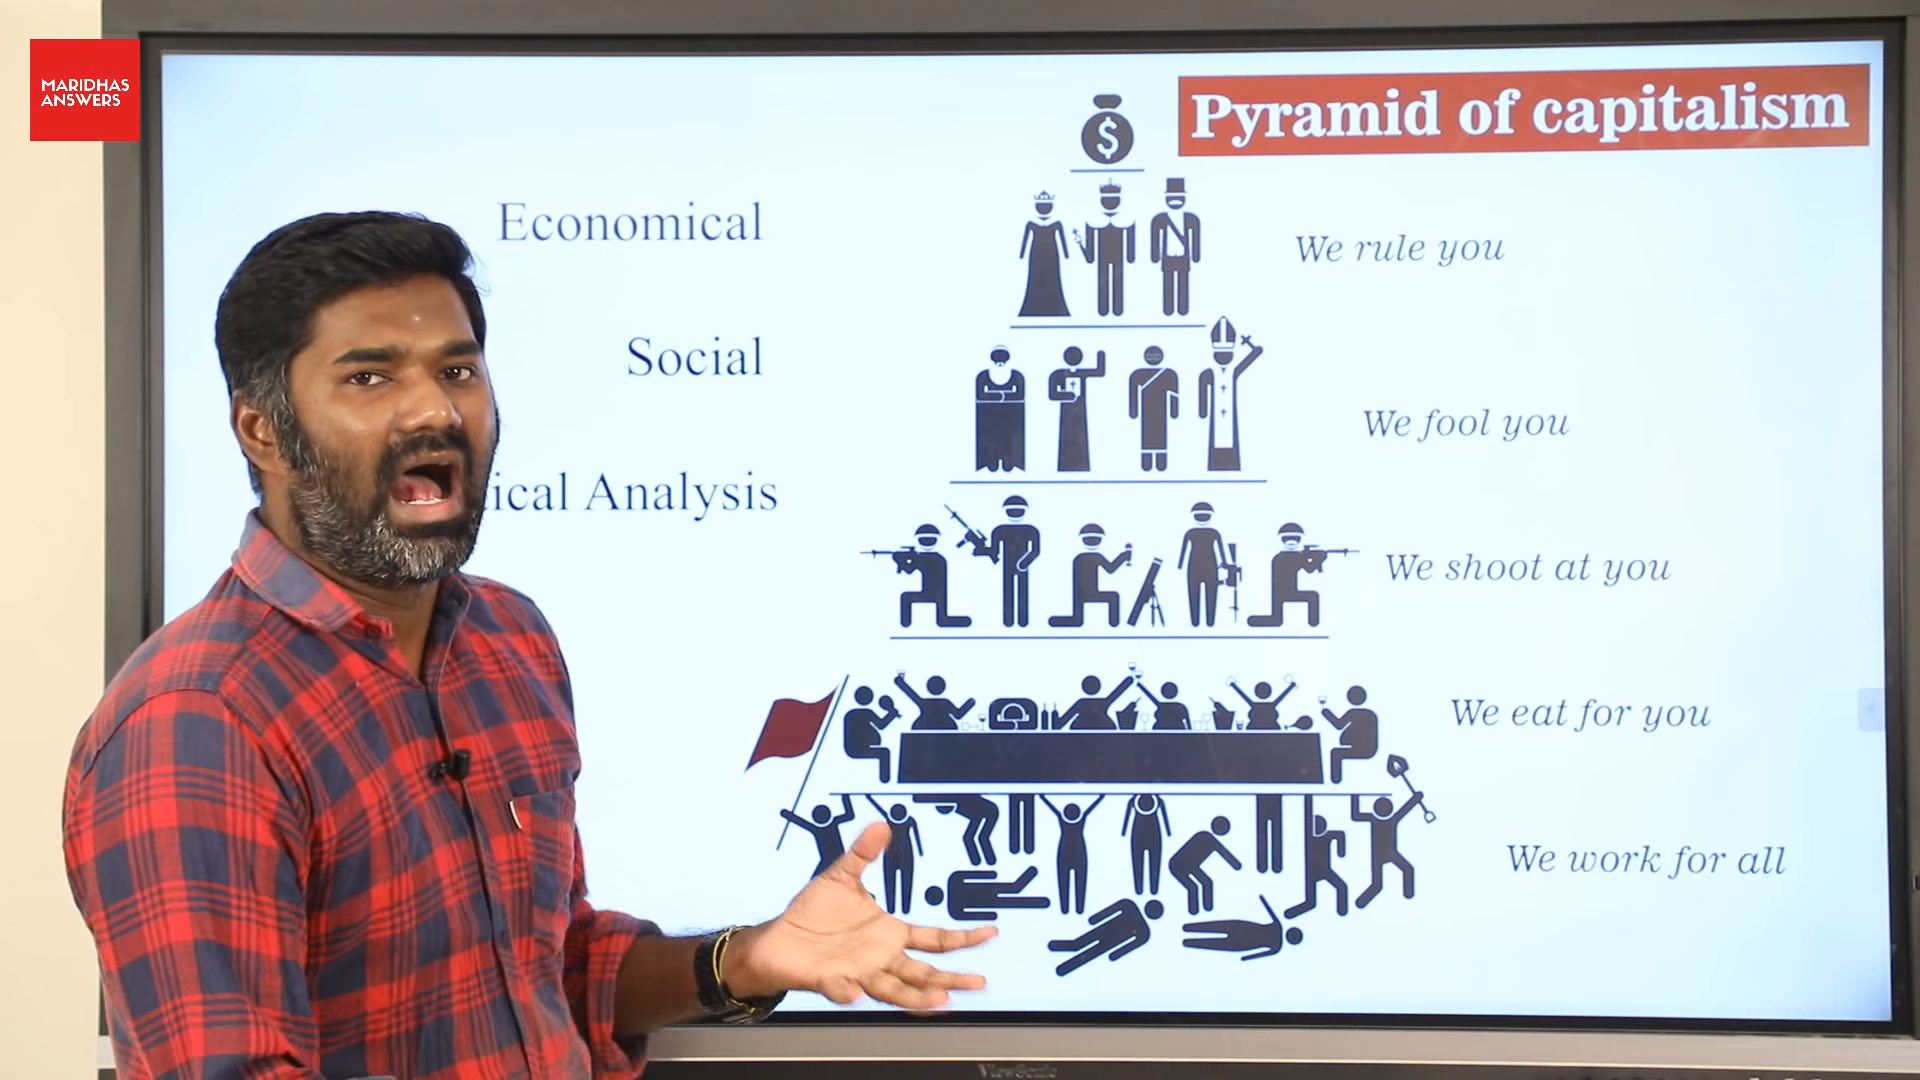 MARIDHAS
ANSWERS
Pyramid of capitalism
$
Economical
We rule you
Social
We fool you
ical Analysis
We shoot at you
We eat for you
We work for all
ViewSonic